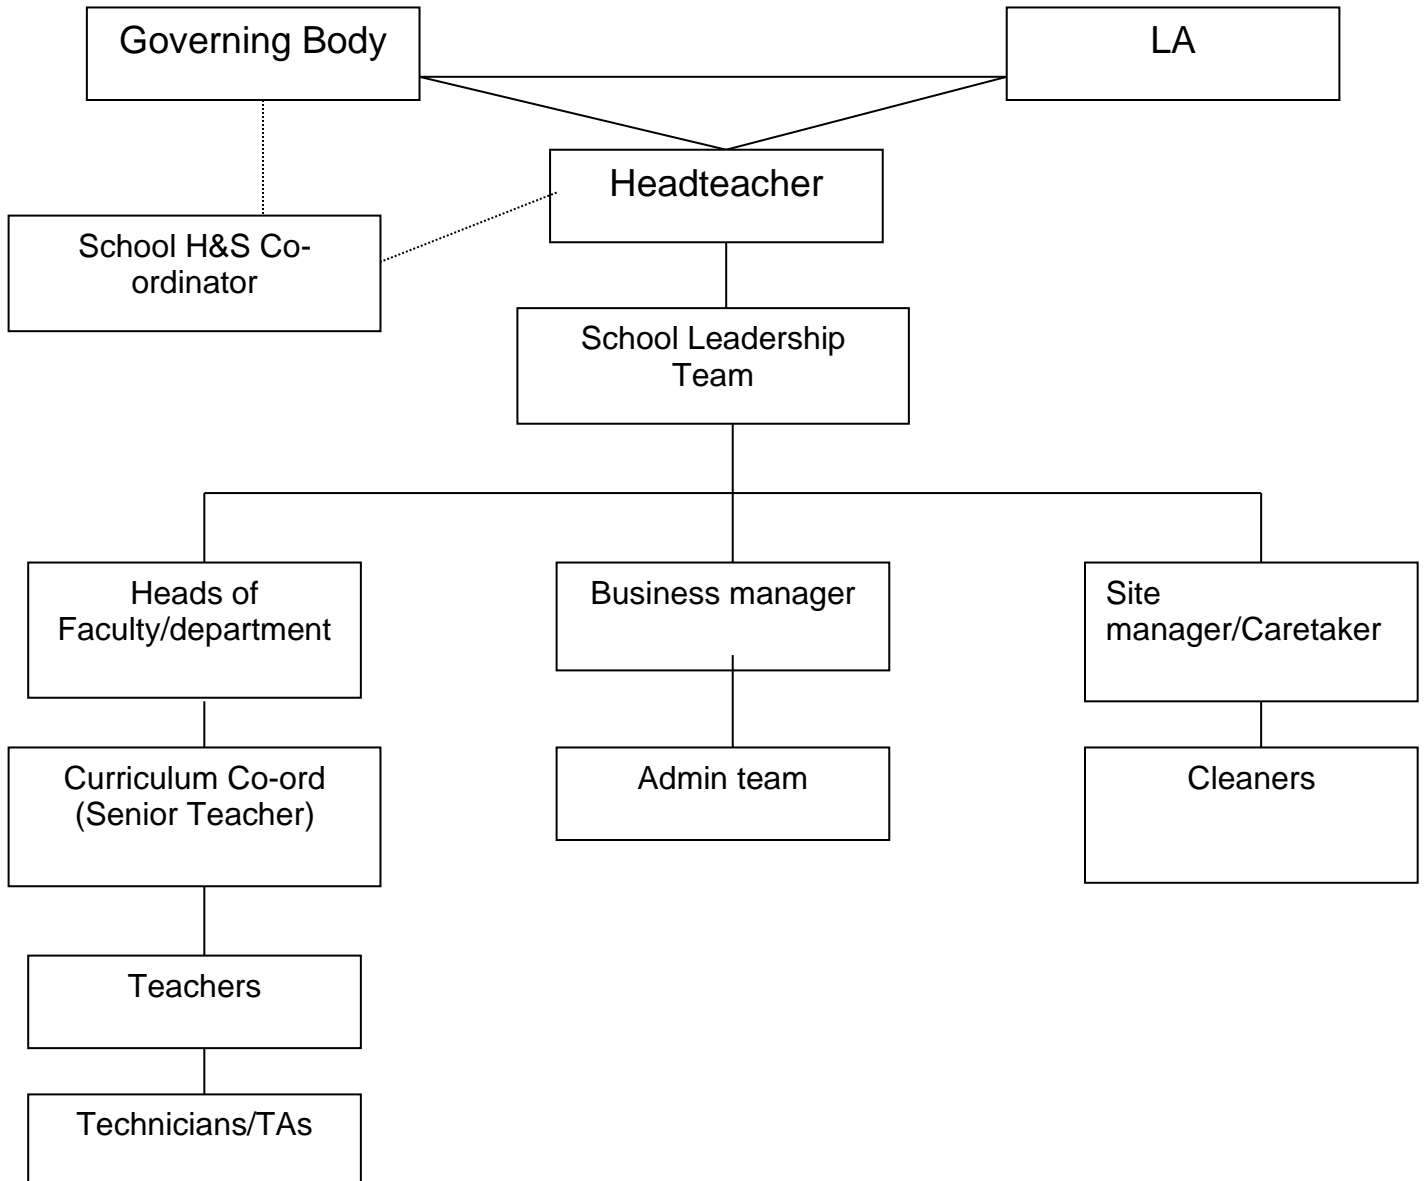 Governing Body
LA
Headteacher
School H&S Co-
ordinator
School Leadership
Team
Heads of
Faculty/department
Business manager
Site
manager/Caretaker
Curriculum Co-ord
(Senior Teacher)
Admin team
Cleaners
Teachers
Technicians/TAs